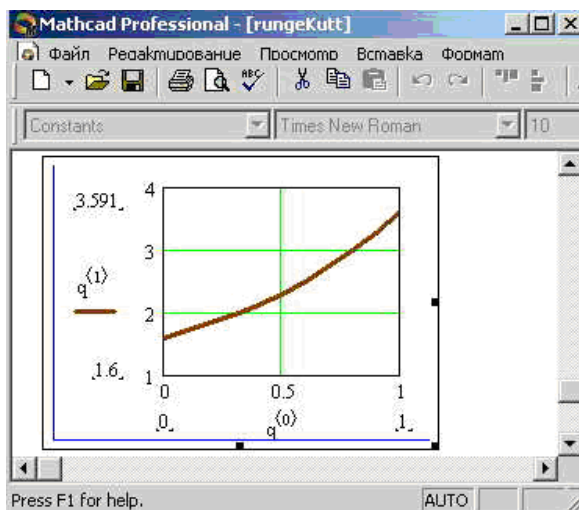 Mathcad Professional - [rungeKutt]
Файл Редактирование Просмотр Вставка Формат
ABC
Constants Times New Roman 10
3.591
4
3
q⟨1⟩
2
1.6
1
0 0.5 1
0 q⟨0⟩ 1
Press F1 for help. AUTO